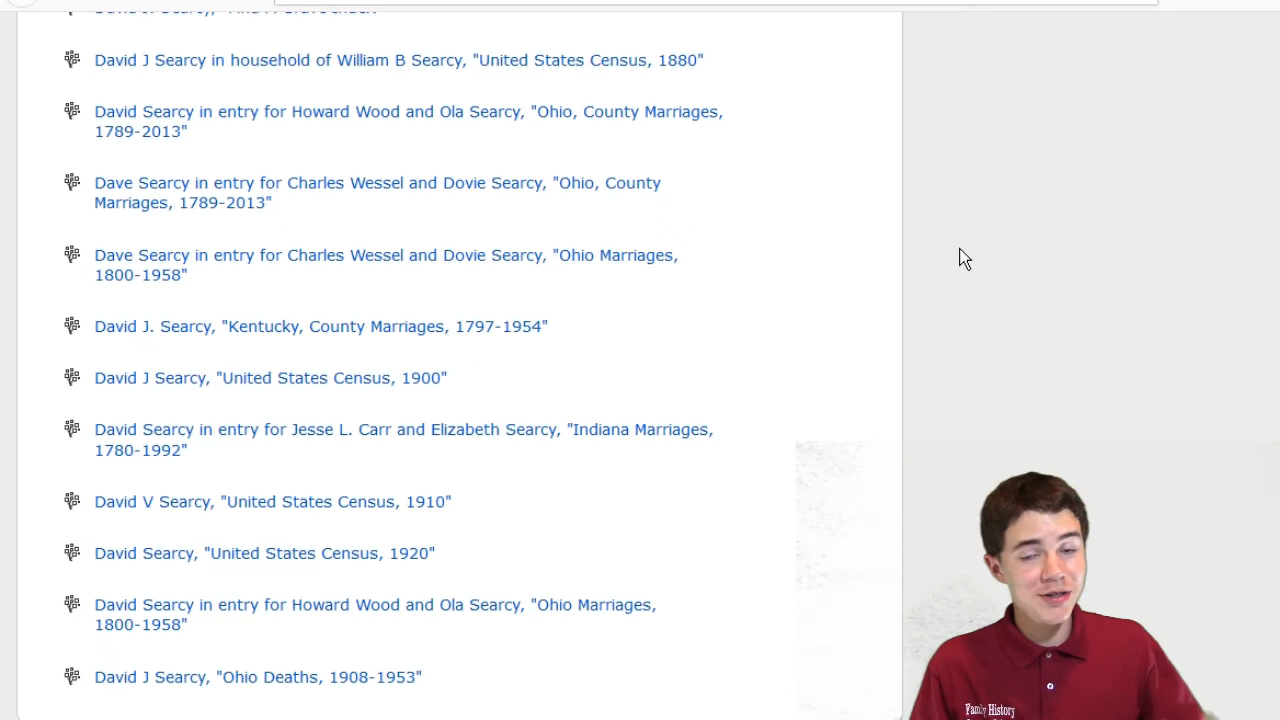 David J Searcy in household of William B Searcy, "United States Census, 1880"
David Searcy in entry for Howard Wood and Ola Searcy, "Ohio, County Marriages,
1789-2013"
Dave Searcy in entry for Charles Wessel and Dovie Searcy, "Ohio, County
Marriages, 1789-2013"
Dave Searcy in entry for Charles Wessel and Dovie Searcy, "Ohio Marriages,
1800-1958"
David J. Searcy, "Kentucky, County Marriages, 1797-1954"
David J Searcy, "United States Census, 1900"
David Searcy in entry for Jesse L. Carr and Elizabeth Searcy, "Indiana Marriages,
1780-1992"
David V Searcy, "United States Census, 1910"
David Searcy, "United States Census, 1920"
David Searcy in entry for Howard Wood and Ola Searcy, "Ohio Marriages,
1800-1958"
David J Searcy, "Ohio Deaths, 1908-1953"
Family History